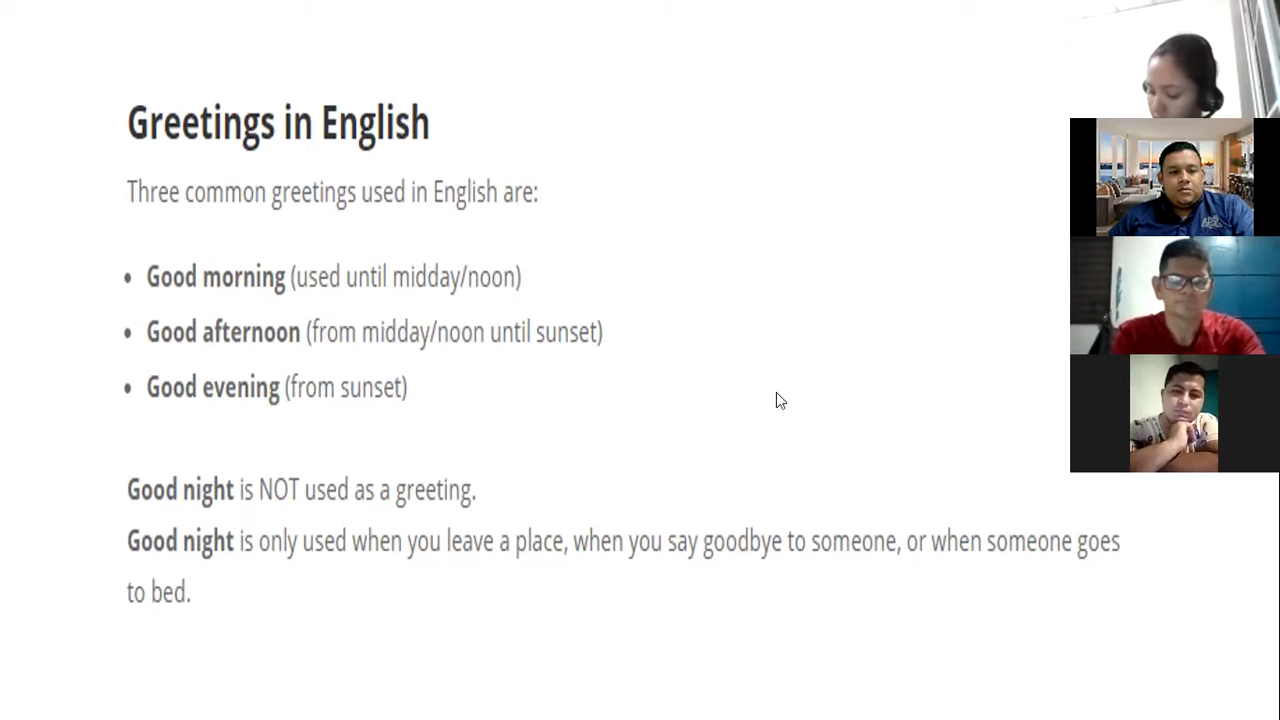 Greetings in English
Three common greetings used in English are:
• Good morning (used until midday/noon)
• Good afternoon (from midday/noon until sunset)
• Good evening (from sunset)
Good night is NOT used as a greeting.
Good night is only used when you leave a place, when you say goodbye to someone, or when someone goes
to bed.
ADS